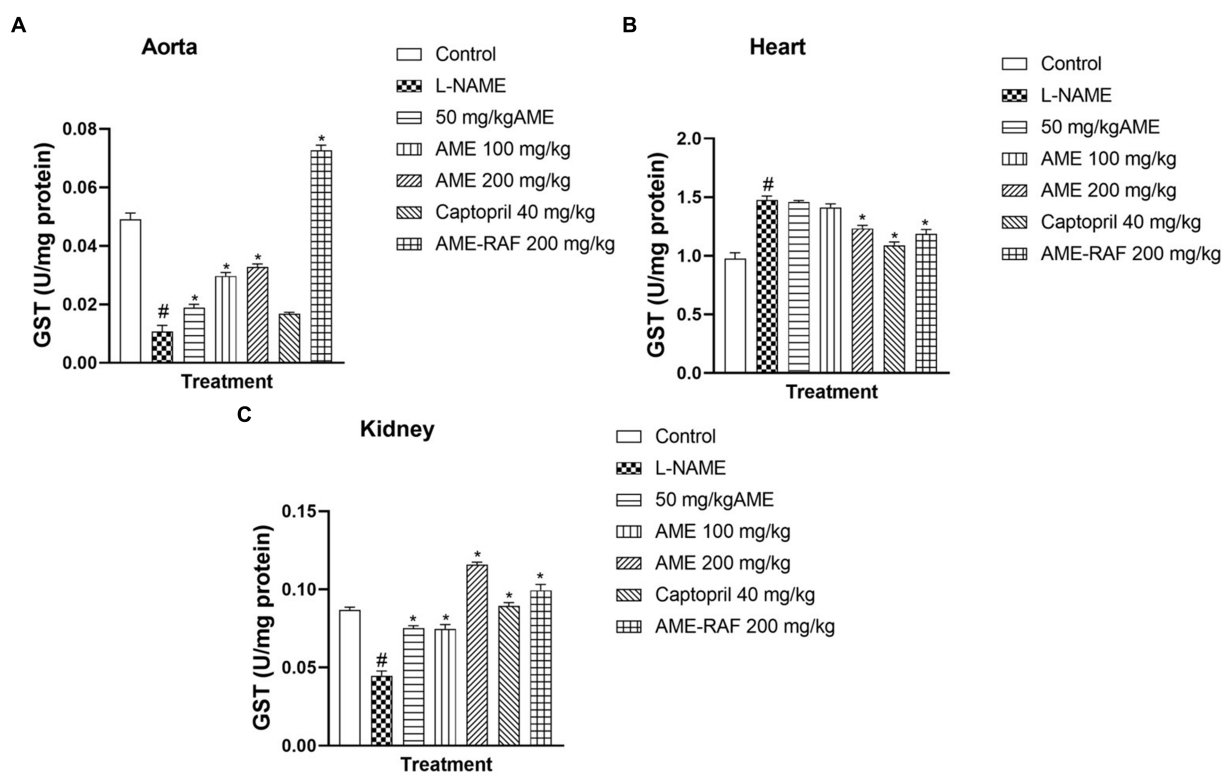 A
Aorta
GST (U/mg protein)
0.08
0.06
0.04
0.02
0.00
#
*
*
*
*
Treatment
Control
L-NAME
50 mg/kgAME
AME 100 mg/kg
AME 200 mg/kg
Captopril 40 mg/kg
AME-RAF 200 mg/kg
B
Heart
GST (U/mg protein)
2.0
1.5
1.0
0.5
0.0
#
*
*
*
Treatment
Control
L-NAME
50 mg/kgAME
AME 100 mg/kg
AME 200 mg/kg
Captopril 40 mg/kg
AME-RAF 200 mg/kg
C
Kidney
GST (U/mg protein)
0.15
0.10
0.05
0.00
#
*
*
*
*
*
Treatment
Control
L-NAME
50 mg/kgAME
AME 100 mg/kg
AME 200 mg/kg
Captopril 40 mg/kg
AME-RAF 200 mg/kg